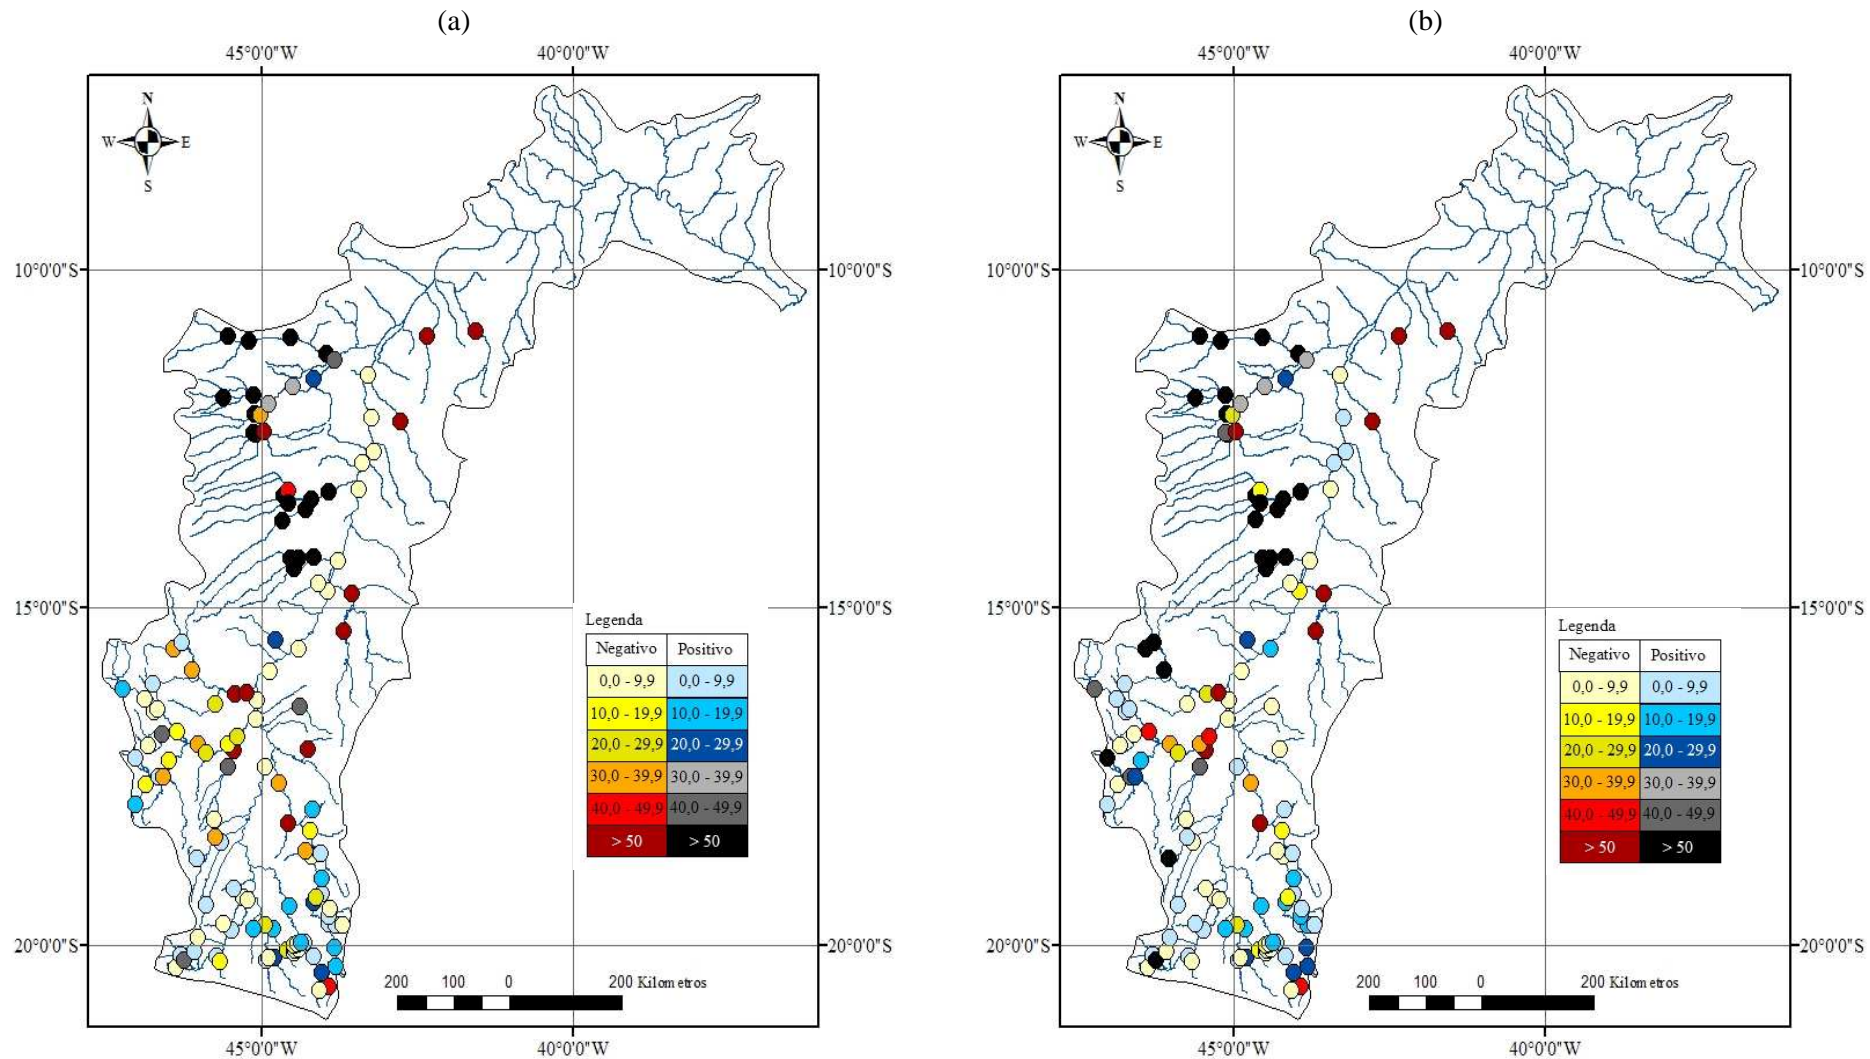 (a)
45°0'0"W 40°0'0"W
N
W E
S
10°0'0"S 10°0'0"S
15°0'0"S 15°0'0"S
Legenda
Negativo Positivo
0,0 - 9,9 0,0 - 9,9
10,0 - 19,9 10,0 - 19,9
20,0 - 29,9 20,0 - 29,9
30,0 - 39,9 30,0 - 39,9
40,0 - 49,9 40,0 - 49,9
> 50 > 50
20°0'0"S 20°0'0"S
200 100 0 200 Kilometros
45°0'0"W 40°0'0"W
(b)
45°0'0"W 40°0'0"W
N
W E
S
10°0'0"S 10°0'0"S
15°0'0"S 15°0'0"S
Legenda
Negativo Positivo
0,0 - 9,9 0,0 - 9,9
10,0 - 19,9 10,0 - 19,9
20,0 - 29,9 20,0 - 29,9
30,0 - 39,9 30,0 - 39,9
40,0 - 49,9 40,0 - 49,9
> 50 > 50
20°0'0"S 20°0'0"S
200 100 0 200 Kilometros
45°0'0"W 40°0'0"W